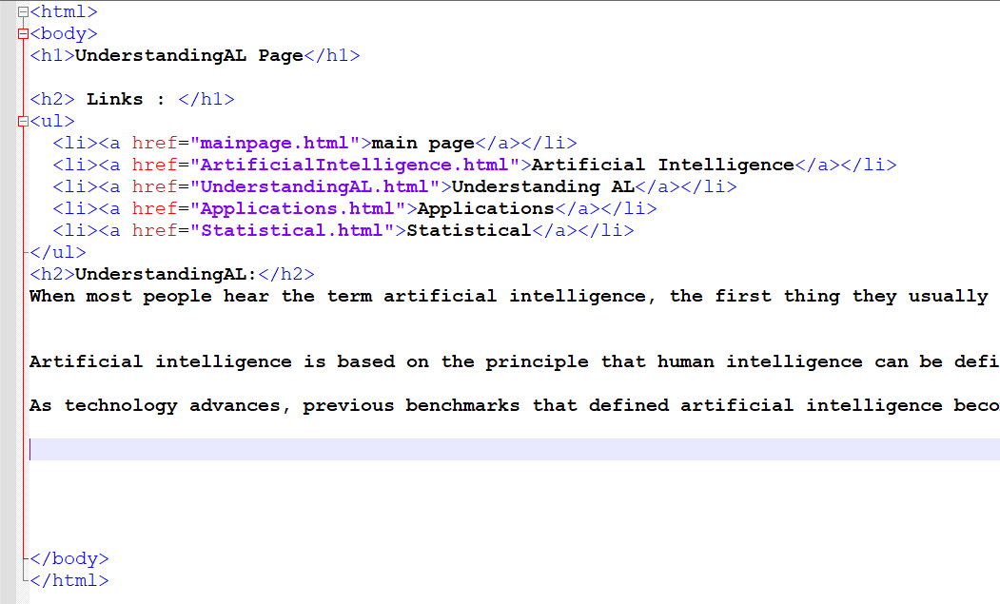 <html>
<body>
<h1>UnderstandingAL Page</h1>
<h2> Links : </h1>
<ul>
<li><a href="mainpage.html">main page</a></li>
<li><a href="ArtificialIntelligence.html">Artificial Intelligence</a></li>
<li><a href="UnderstandingAL.html">Understanding AL</a></li>
<li><a href="Applications.html">Applications</a></li>
<li><a href="Statistical.html">Statistical</a></li>
</ul>
<h2>UnderstandingAL:</h2>
When most people hear the term artificial intelligence, the first thing they usually
Artificial intelligence is based on the principle that human intelligence can be defi
As technology advances, previous benchmarks that defined artificial intelligence beco
</body>
</html>